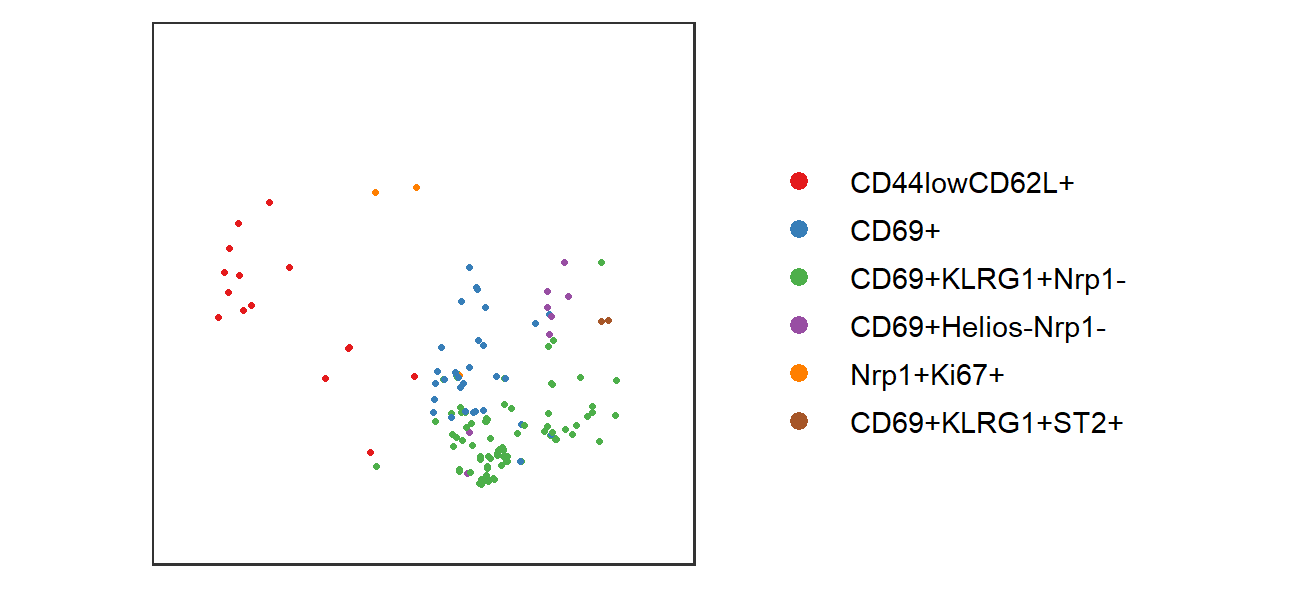 CD44lowCD62L+
CD69+
CD69+KLRG1+Nrp1-
CD69+Helios-Nrp1-
Nrp1+Ki67+
CD69+KLRG1+ST2+